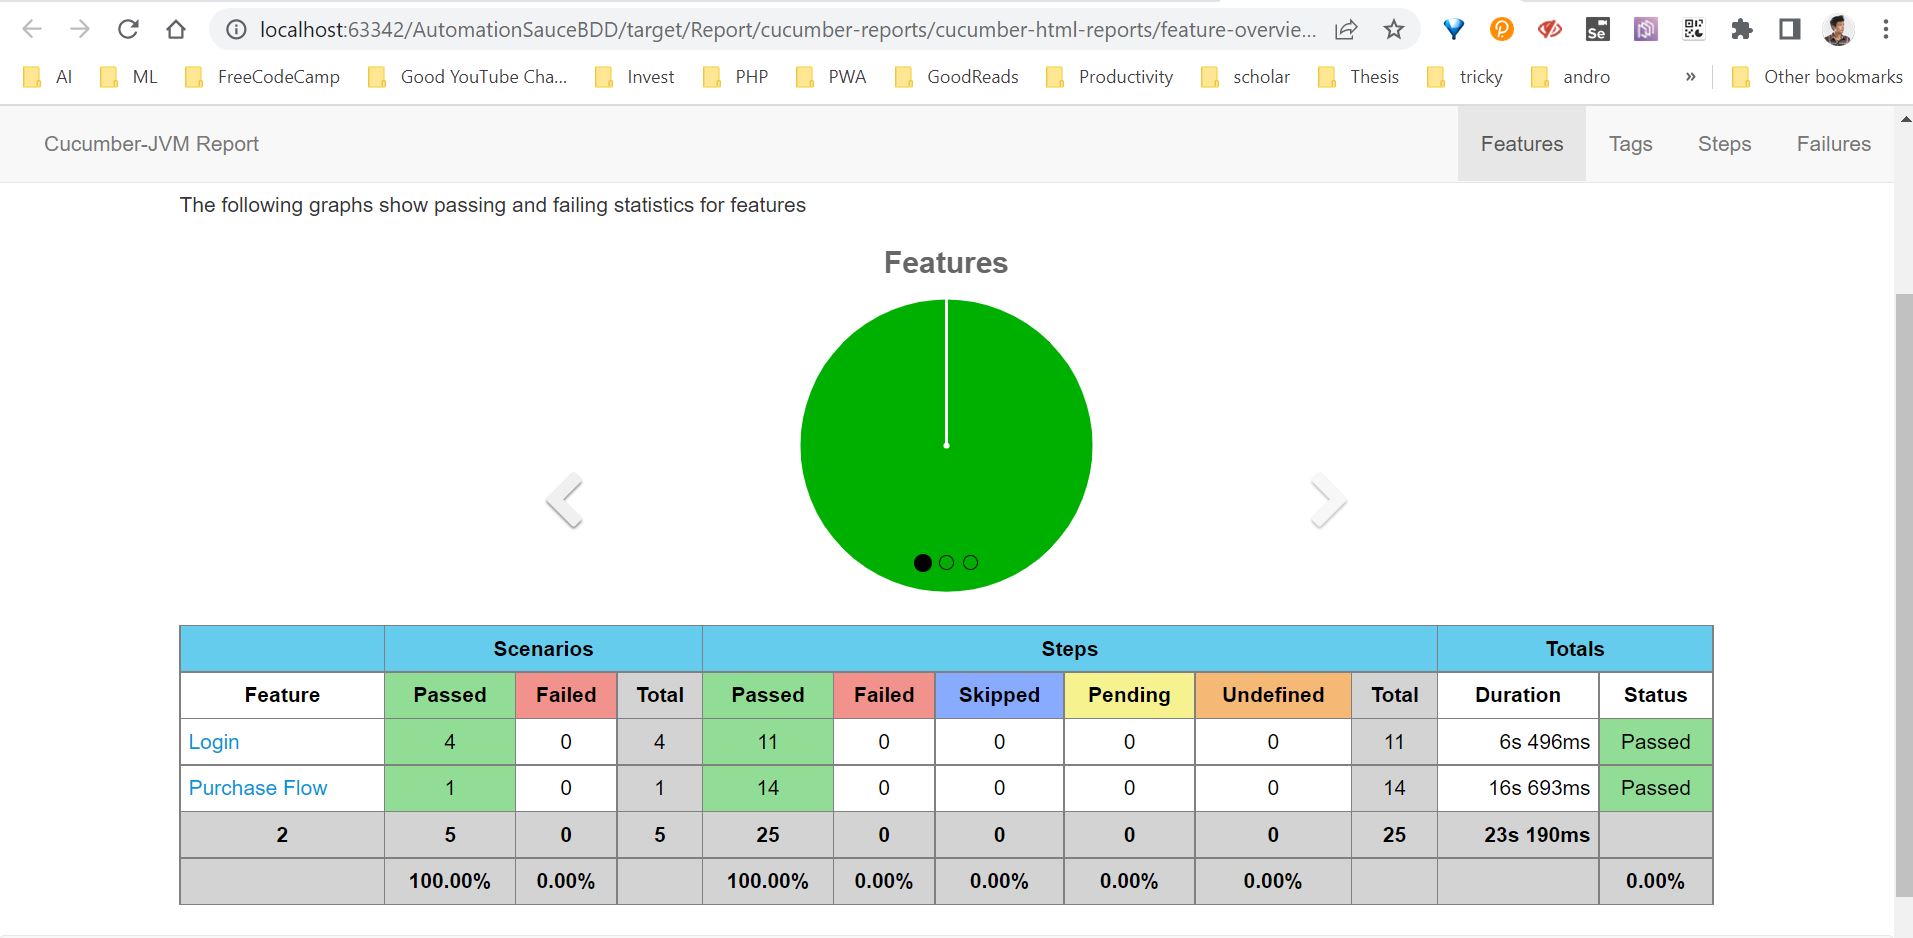 localhost:63342/AutomationSauceBDD/target/Report/cucumber-reports/cucumber-html-reports/feature-overvie...
Se
AI ML FreeCodeCamp Good YouTube Cha... Invest PHP PWA GoodReads Productivity scholar Thesis tricky andro » Other bookmarks
Cucumber-JVM Report Features Tags Steps Failures
The following graphs show passing and failing statistics for features
Features
Scenarios Steps Totals
Feature Passed Failed Total Passed Failed Skipped Pending Undefined Total Duration Status
Login 4 0 4 11 0 0 0 0 11 6s 496ms Passed
Purchase Flow 1 0 1 14 0 0 0 0 14 16s 693ms Passed
2 5 0 5 25 0 0 0 0 25 23s 190ms
100.00% 0.00% 100.00% 0.00% 0.00% 0.00% 0.00% 0.00%